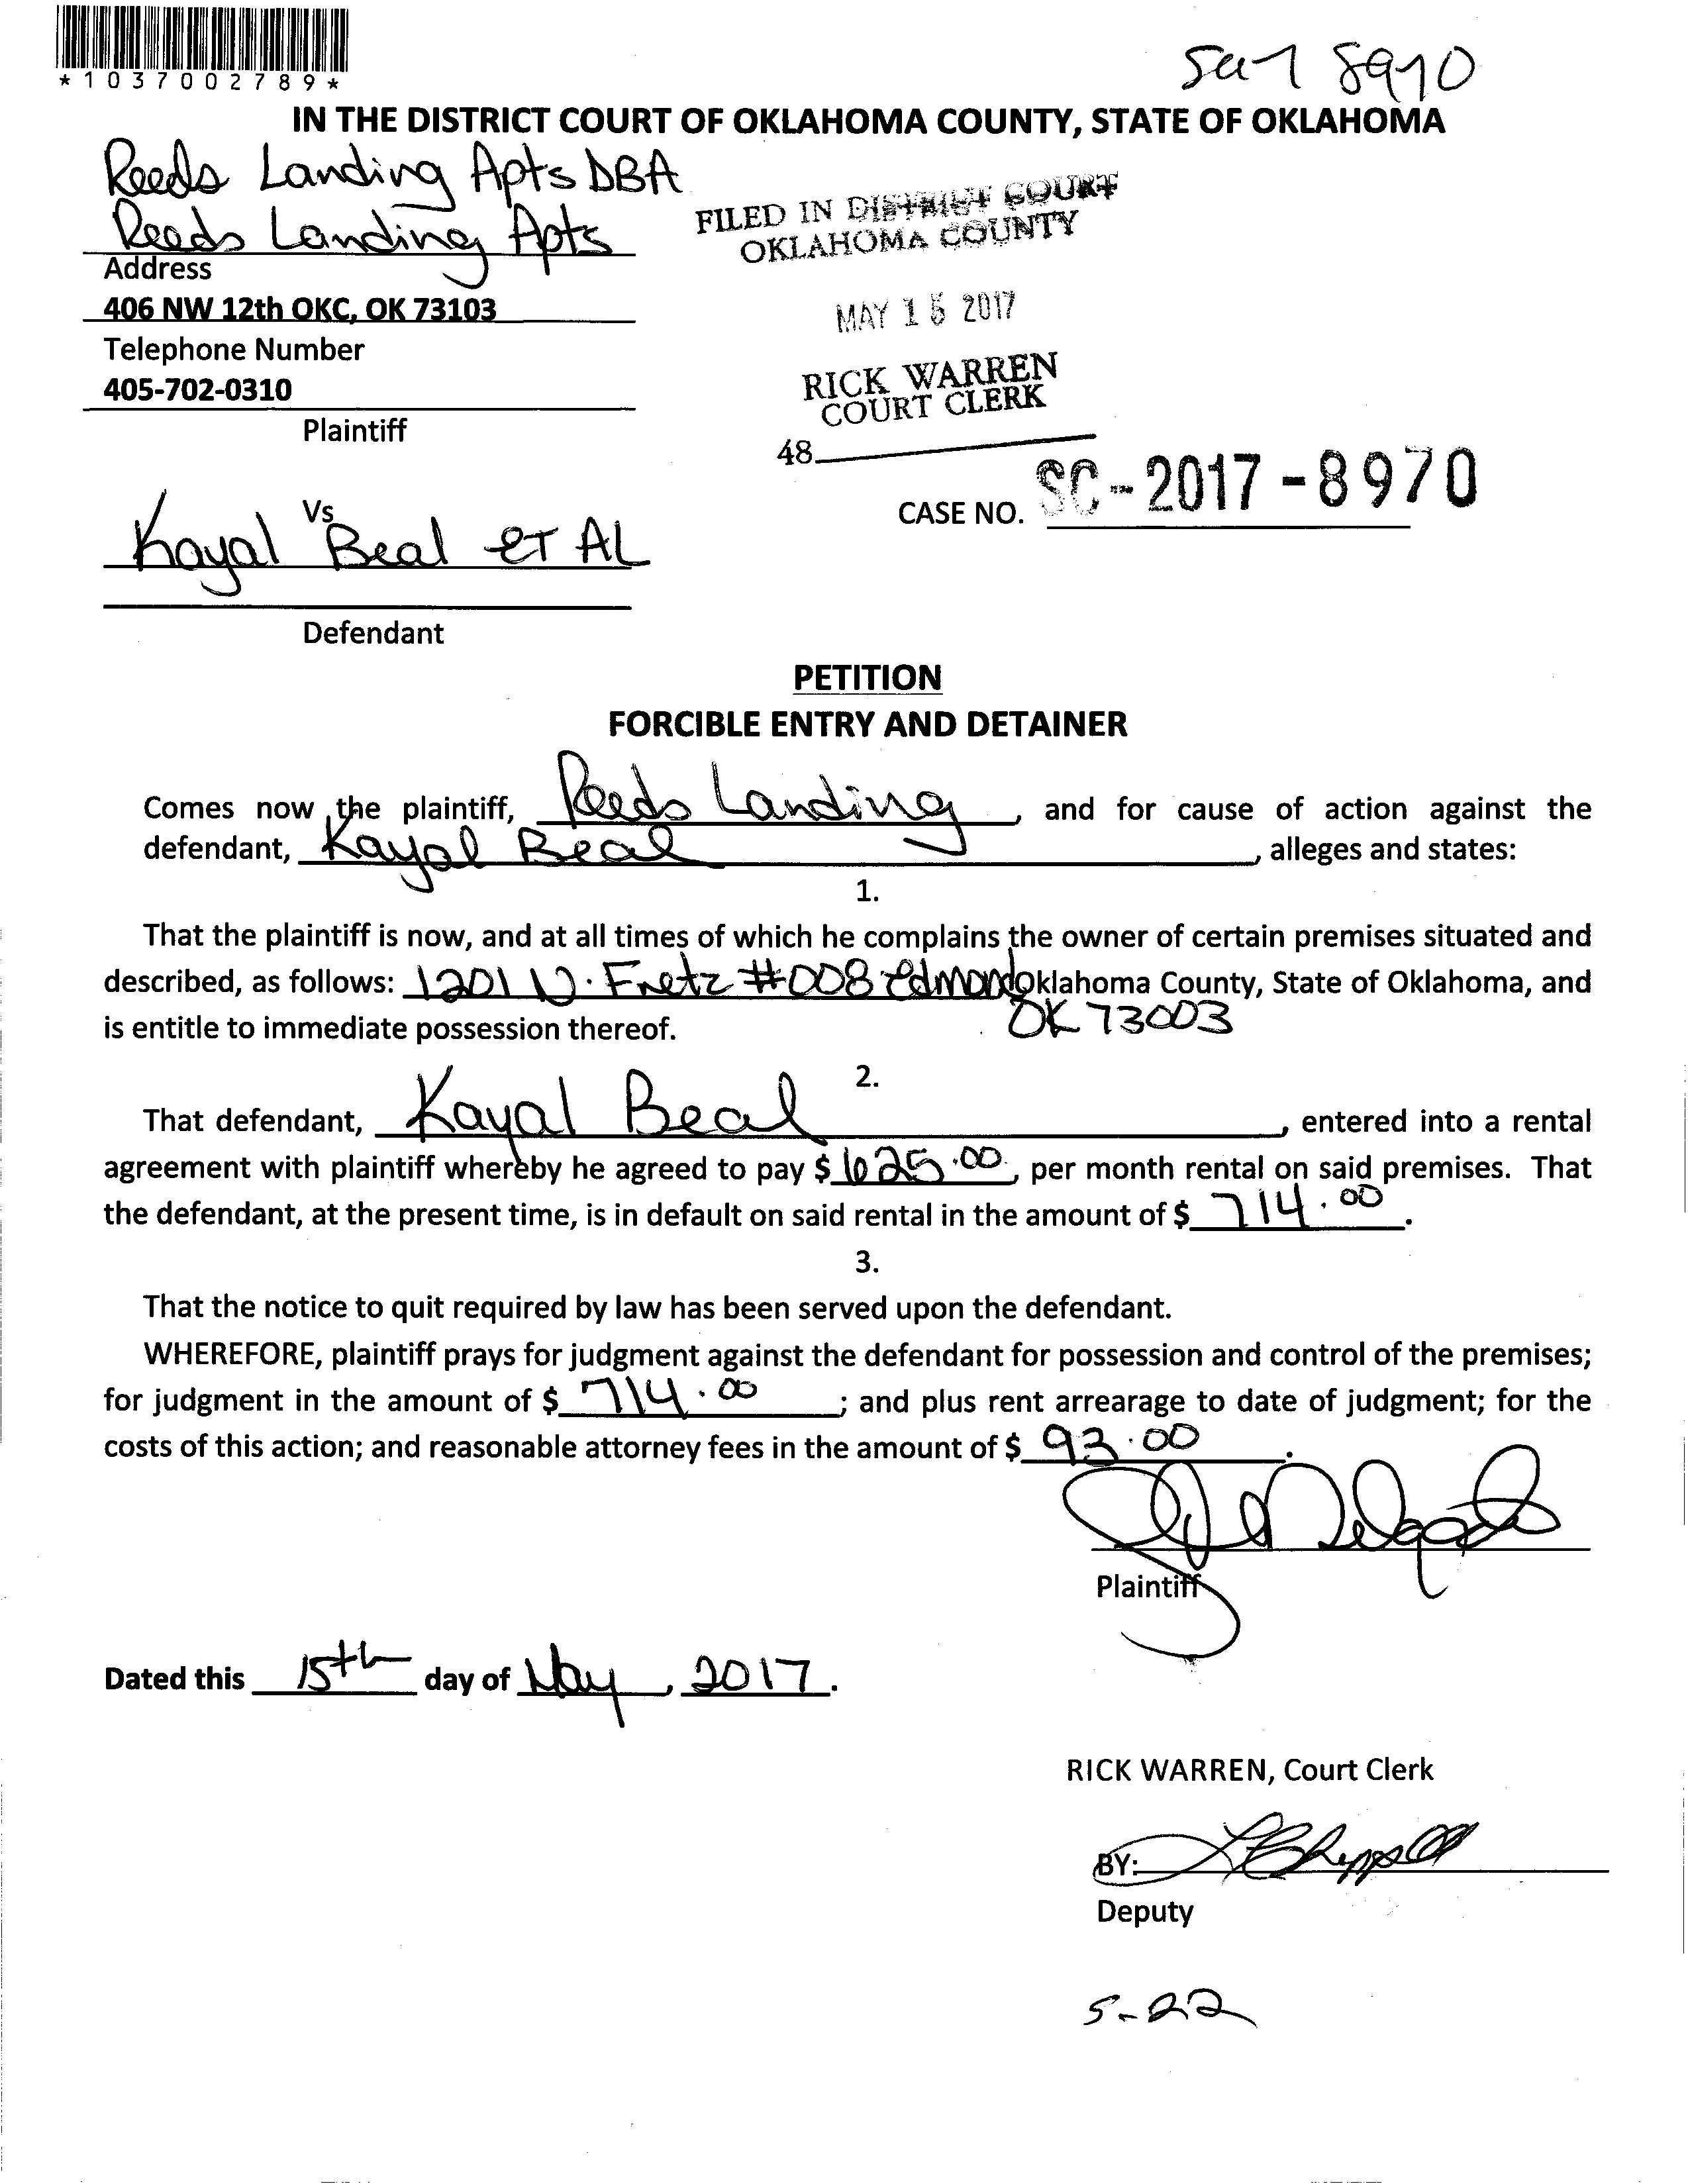 *1037002789*
8970
IN THE DISTRICT COURT OF OKLAHOMA COUNTY, STATE OF OKLAHOMA
Reeds Landing Apts DBA
Reeds Landing Apts
Address
406 NW 12th OKC, OK 73103
Telephone Number
405-702-0310
Plaintiff
FILED IN DISTRICT COURT
OKLAHOMA COUNTY
MAY 15 2017
RICK WARREN
COURT CLERK
48
CASE NO. SC-2017-8970
Vs
Kayal Beal et AL
Defendant
PETITION
FORCIBLE ENTRY AND DETAINER
Comes now the plaintiff, Reeds Landing, and for cause of action against the
defendant, Kayal Beal, alleges and states:
1.
That the plaintiff is now, and at all times of which he complains the owner of certain premises situated and
described, as follows: 1201 N. Fretz #008 Edmond Oklahoma County, State of Oklahoma, and
OK 73003
is entitle to immediate possession thereof.
2.
That defendant, Kayal Beal, entered into a rental
agreement with plaintiff whereby he agreed to pay $ 625.00, per month rental on said premises. That
the defendant, at the present time, is in default on said rental in the amount of $ 714.00.
3.
That the notice to quit required by law has been served upon the defendant.
WHEREFORE, plaintiff prays for judgment against the defendant for possession and control of the premises;
for judgment in the amount of $ 714.00; and plus rent arrearage to date of judgment; for the
costs of this action; and reasonable attorney fees in the amount of $ 93.00.
Plaintiff
Dated this 15th day of May, 2017.
RICK WARREN, Court Clerk
BY:
Deputy
5-22